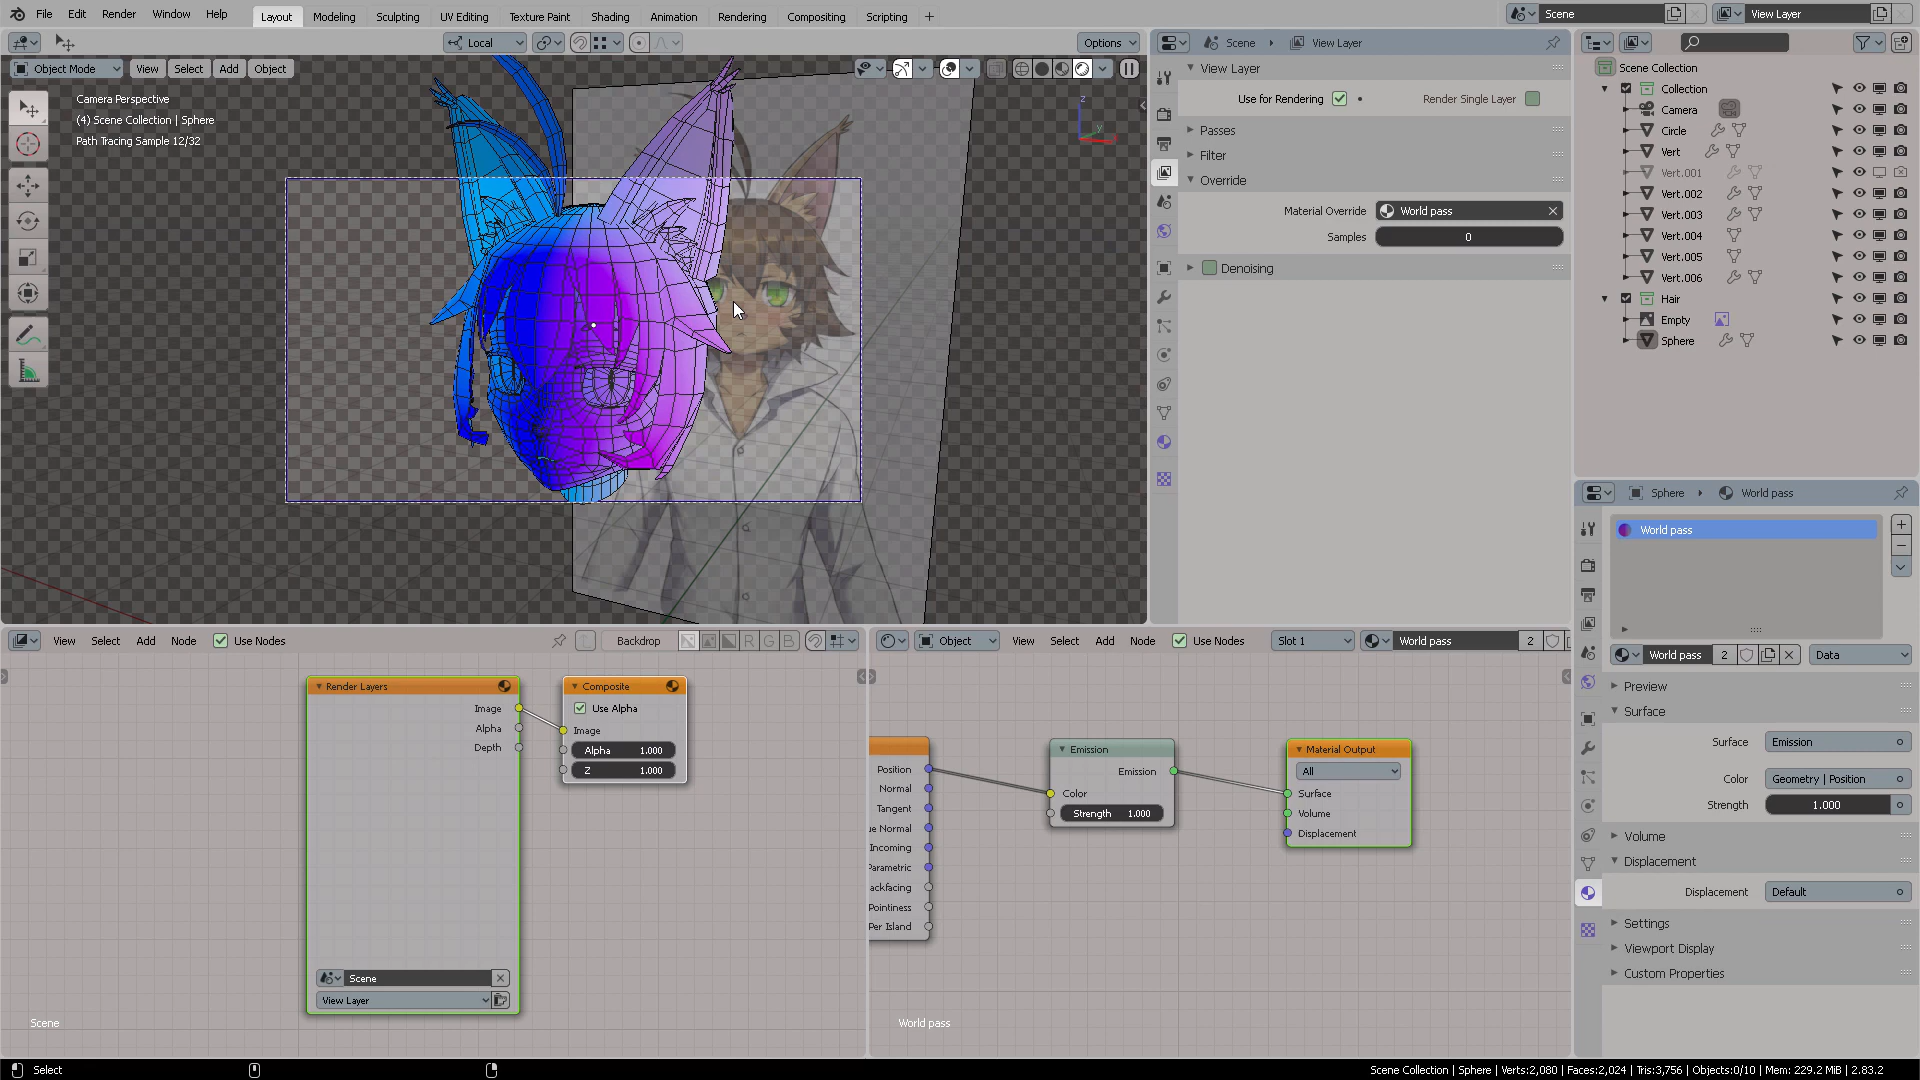 File Edit Render Window Help Layout Modeling Sculpting UV Editing Texture Paint Shading Animation Rendering Compositing Scripting + Scene View Layer
Local Options
Object Mode View Select Add Object
Camera Perspective
(4) Scene Collection | Sphere
Path Tracing Sample 12/32
Z
Y
Scene View Layer
View Layer
Use for Rendering Render Single Layer
Passes
Filter
Override
Material Override World pass
Samples 0
Denoising
Scene Collection
Collection
Camera
Circle
Vert
Vert.001
Vert.002
Vert.003
Vert.004
Vert.005
Vert.006
Hair
Empty
Sphere
Sphere World pass
World pass
World pass 2 Data
Preview
Surface
Surface Emission
Color Geometry | Position
Strength 1.000
Volume
Displacement
Displacement Default
Settings
Viewport Display
Custom Properties
View Select Add Node Use Nodes Backdrop R G B
Render Layers
Image
Alpha
Depth
Scene
View Layer
Composite
Use Alpha
Image
Alpha 1.000
Z 1.000
Scene
Object View Select Add Node Use Nodes Slot 1 World pass 2
Position
Normal
Tangent
ue Normal
Incoming
Parametric
ackfacing
Pointiness
Per Island
Emission
Emission
Color
Strength 1.000
Material Output
All
Surface
Volume
Displacement
World pass
Select
Scene Collection | Sphere | Verts:2,080 | Faces:2,024 | Tris:3,756 | Objects:0/10 | Mem: 229.2 MiB | 2.83.2